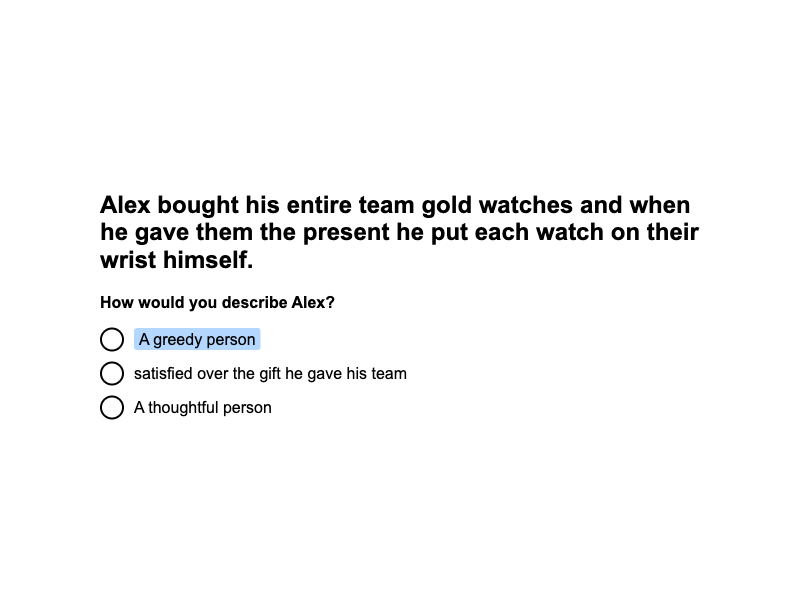 Alex bought his entire team gold watches and when
he gave them the present he put each watch on their
wrist himself.
How would you describe Alex?
A greedy person
satisfied over the gift he gave his team
A thoughtful person